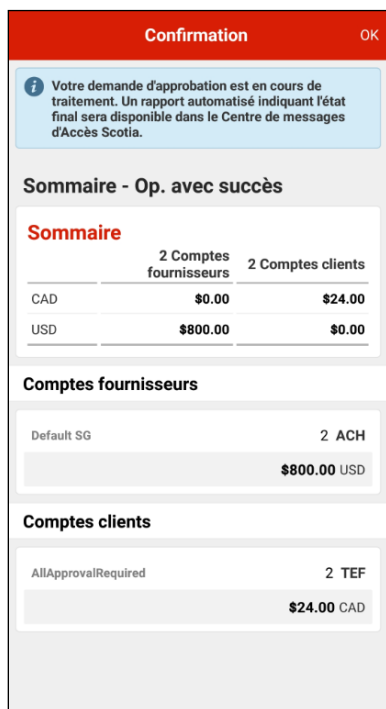 Confirmation OK
Votre demande d'approbation est en cours de
traitement. Un rapport automatisé indiquant l'état
final sera disponible dans le Centre de messages
d'Accès Scotia.
Sommaire - Op. avec succès
Sommaire
2 Comptes
fournisseurs 2 Comptes clients
CAD $0.00 $24.00
USD $800.00 $0.00
Comptes fournisseurs
Default SG 2 ACH
$800.00 USD
Comptes clients
AllApprovalRequired 2 TEF
$24.00 CAD